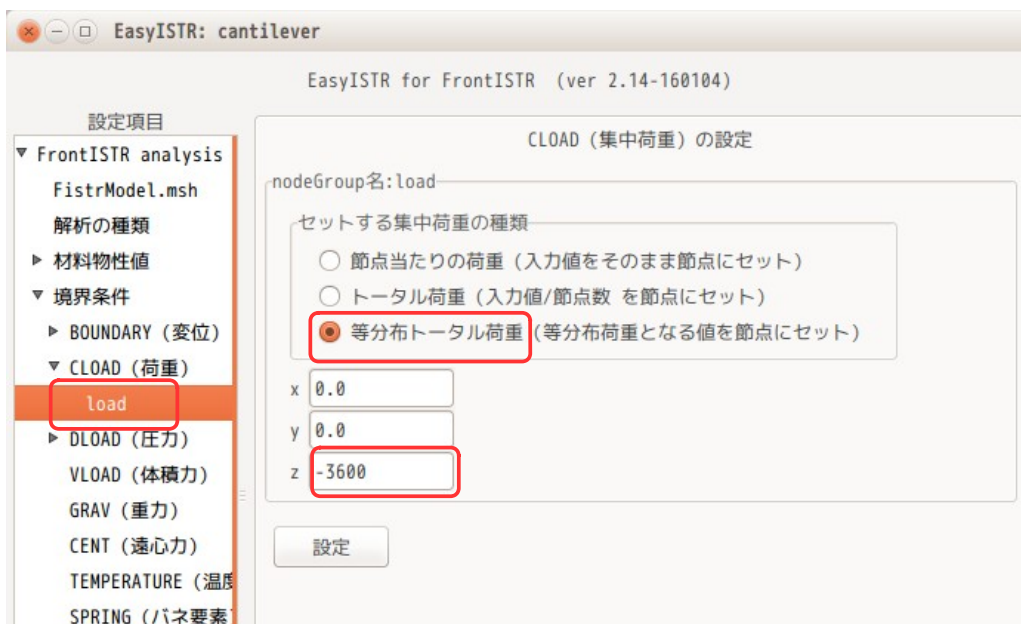 EasyISTR: cantilever
EasyISTR for FrontISTR (ver 2.14-160104)
設定項目
FrontISTR analysis
FistrModel.msh
解析の種類
材料物性値
境界条件
BOUNDARY (変位)
CLOAD (荷重)
load
DLOAD (圧力)
VLOAD (体積力)
GRAV (重力)
CENT (遠心力)
TEMPERATURE (温度
SPRING (バネ要素
CLOAD (集中荷重) の設定
nodeGroup名:load
セットする集中荷重の種類
節点当たりの荷重 (入力値をそのまま節点にセット)
トータル荷重 (入力値/節点数 を節点にセット)
等分布トータル荷重 (等分布荷重となる値を節点にセット)
x 0.0
y 0.0
z -3600
設定